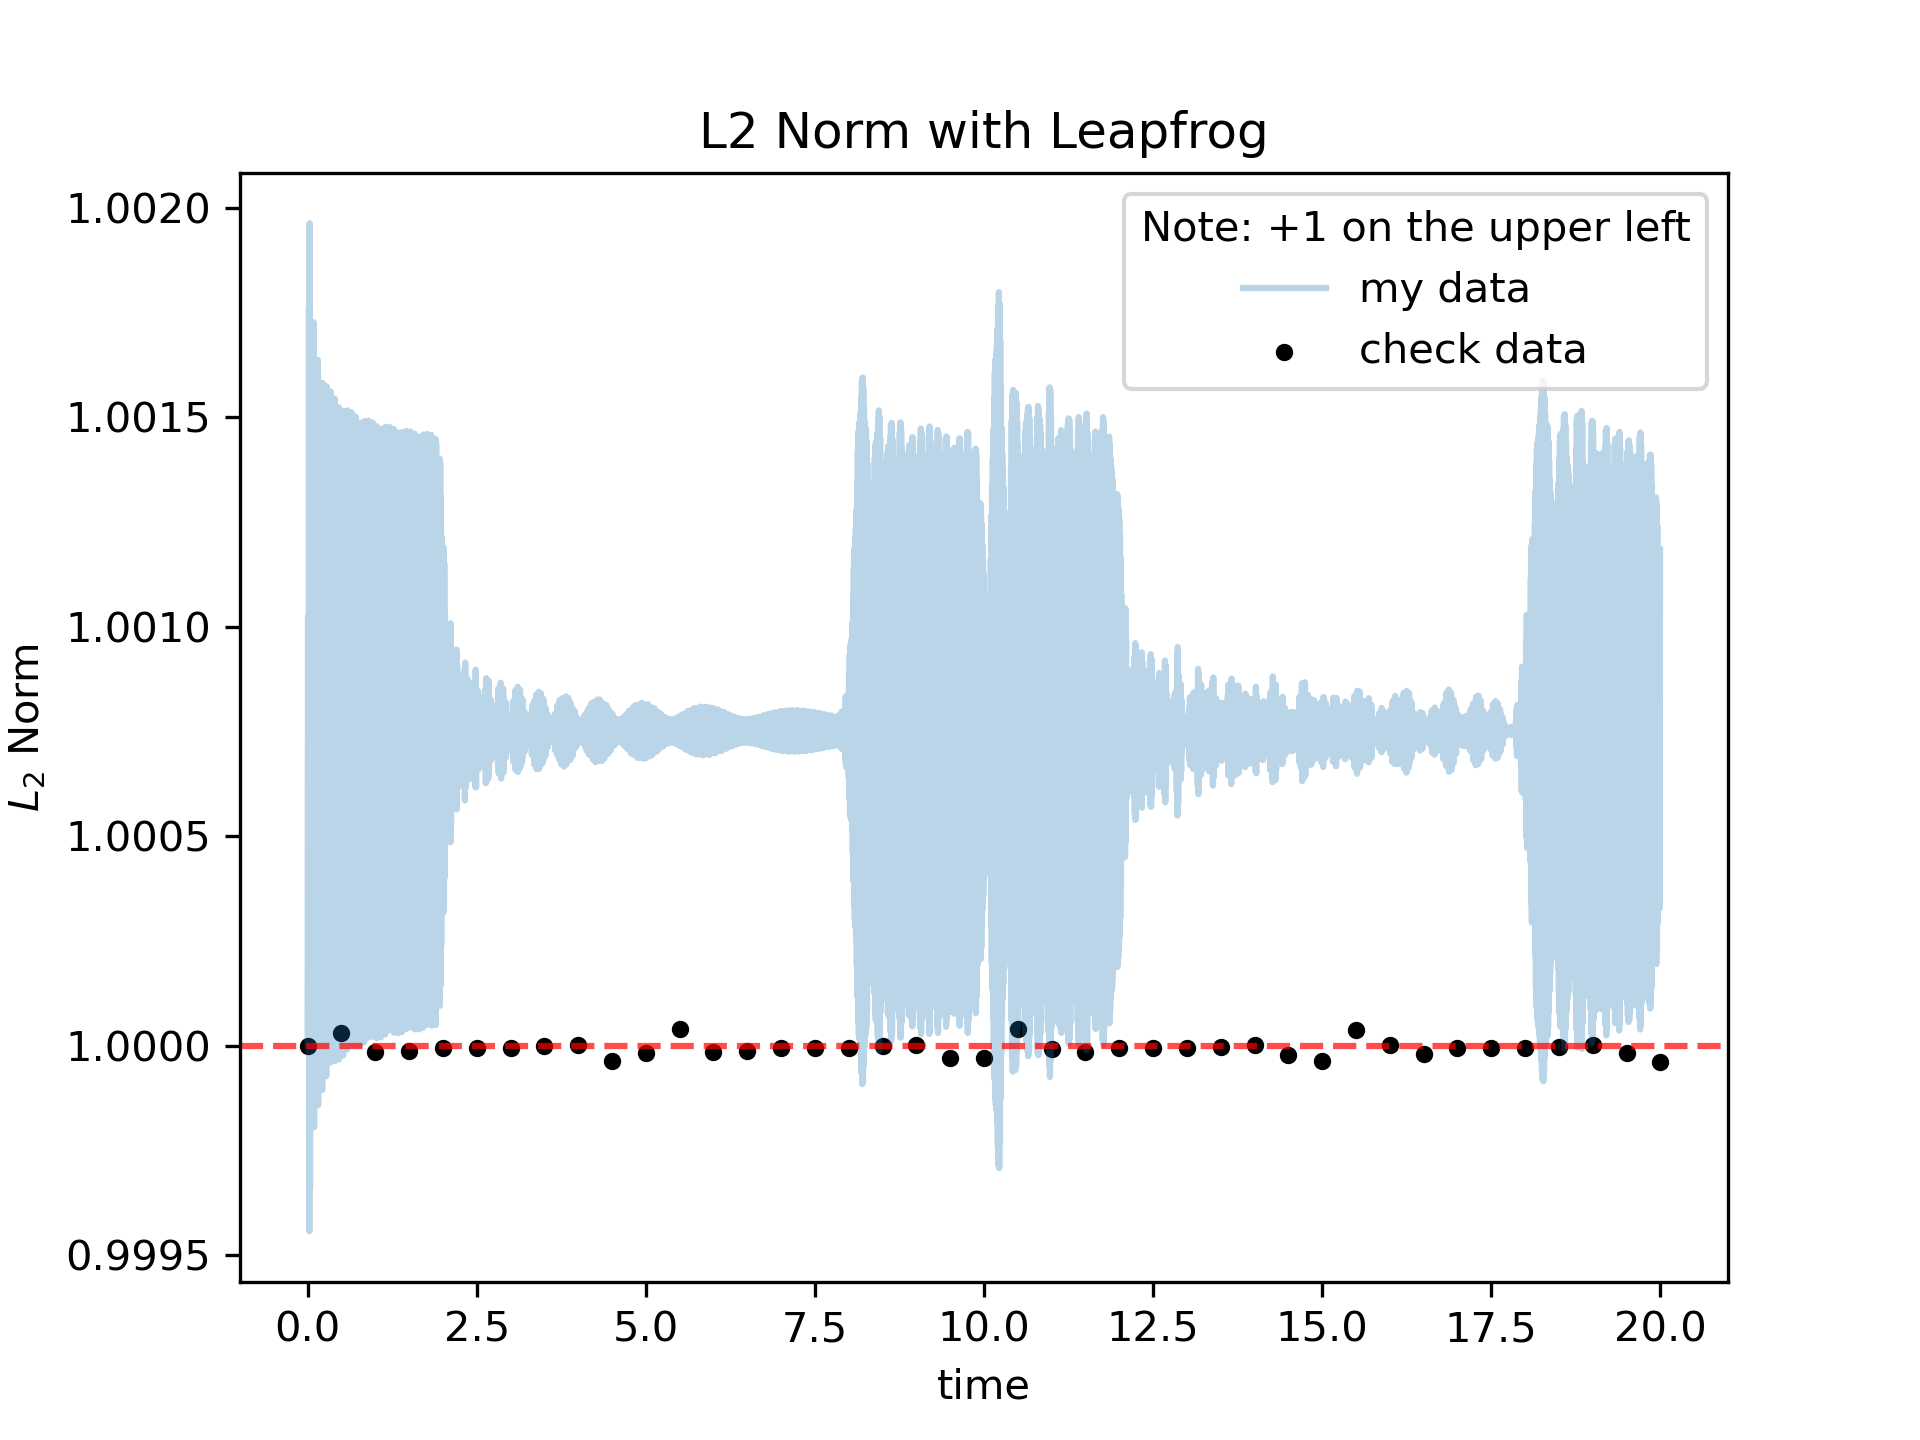 L2 Norm with Leapfrog
1.0020
1.0015
1.0010
1.0005
1.0000
0.9995
L₂ Norm
Note: +1 on the upper left
my data
check data
0.0 2.5 5.0 7.5 10.0 12.5 15.0 17.5 20.0
time